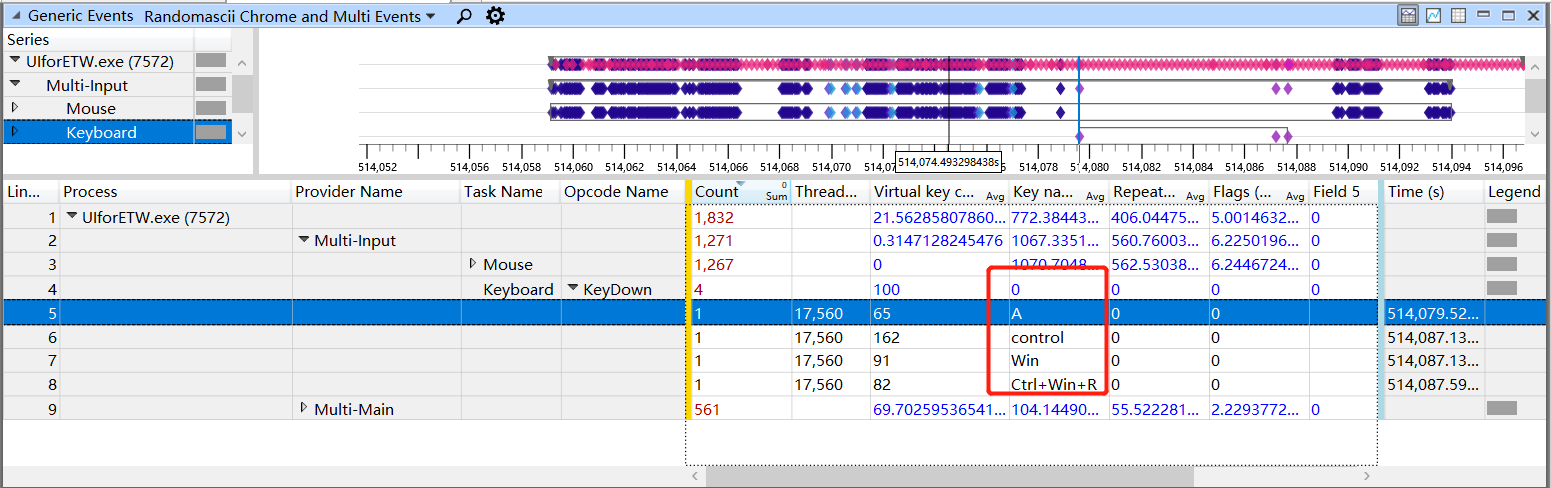 Generic Events Randomascii Chrome and Multi Events
Series
UIforETW.exe (7572)
Multi-Input
Mouse
Keyboard
514,052 514,056 514,058 514,060 514,062 514,064 514,066 514,068 514,070 514,074.493298438s 514,078 514,080 514,082 514,084 514,086 514,088 514,090 514,092 514,094 514,096
Lin... Process Provider Name Task Name Opcode Name Count 0 Sum Thread... Virtual key c... Avg Key na... Avg Repeat... Avg Flags (... Avg Field 5 Time (s) Legend
1 UIforETW.exe (7572) 1,832 21.56285807860... 772.38443... 406.04475... 5.0014632... 0
2 Multi-Input 1,271 0.3147128245476 1067.3351... 560.76003... 6.2250196... 0
3 Mouse 1,267 0 1070.7048... 562.53038... 6.2446724... 0
4 Keyboard KeyDown 4 100 0 0 0 0
5 1 17,560 65 A 0 0 514,079.52...
6 1 17,560 162 control 0 0 514,087.13...
7 1 17,560 91 Win 0 0 514,087.13...
8 1 17,560 82 Ctrl+Win+R 0 0 514,087.59...
9 Multi-Main 561 69.70259536541... 104.14490... 55.522281... 2.2293772... 0